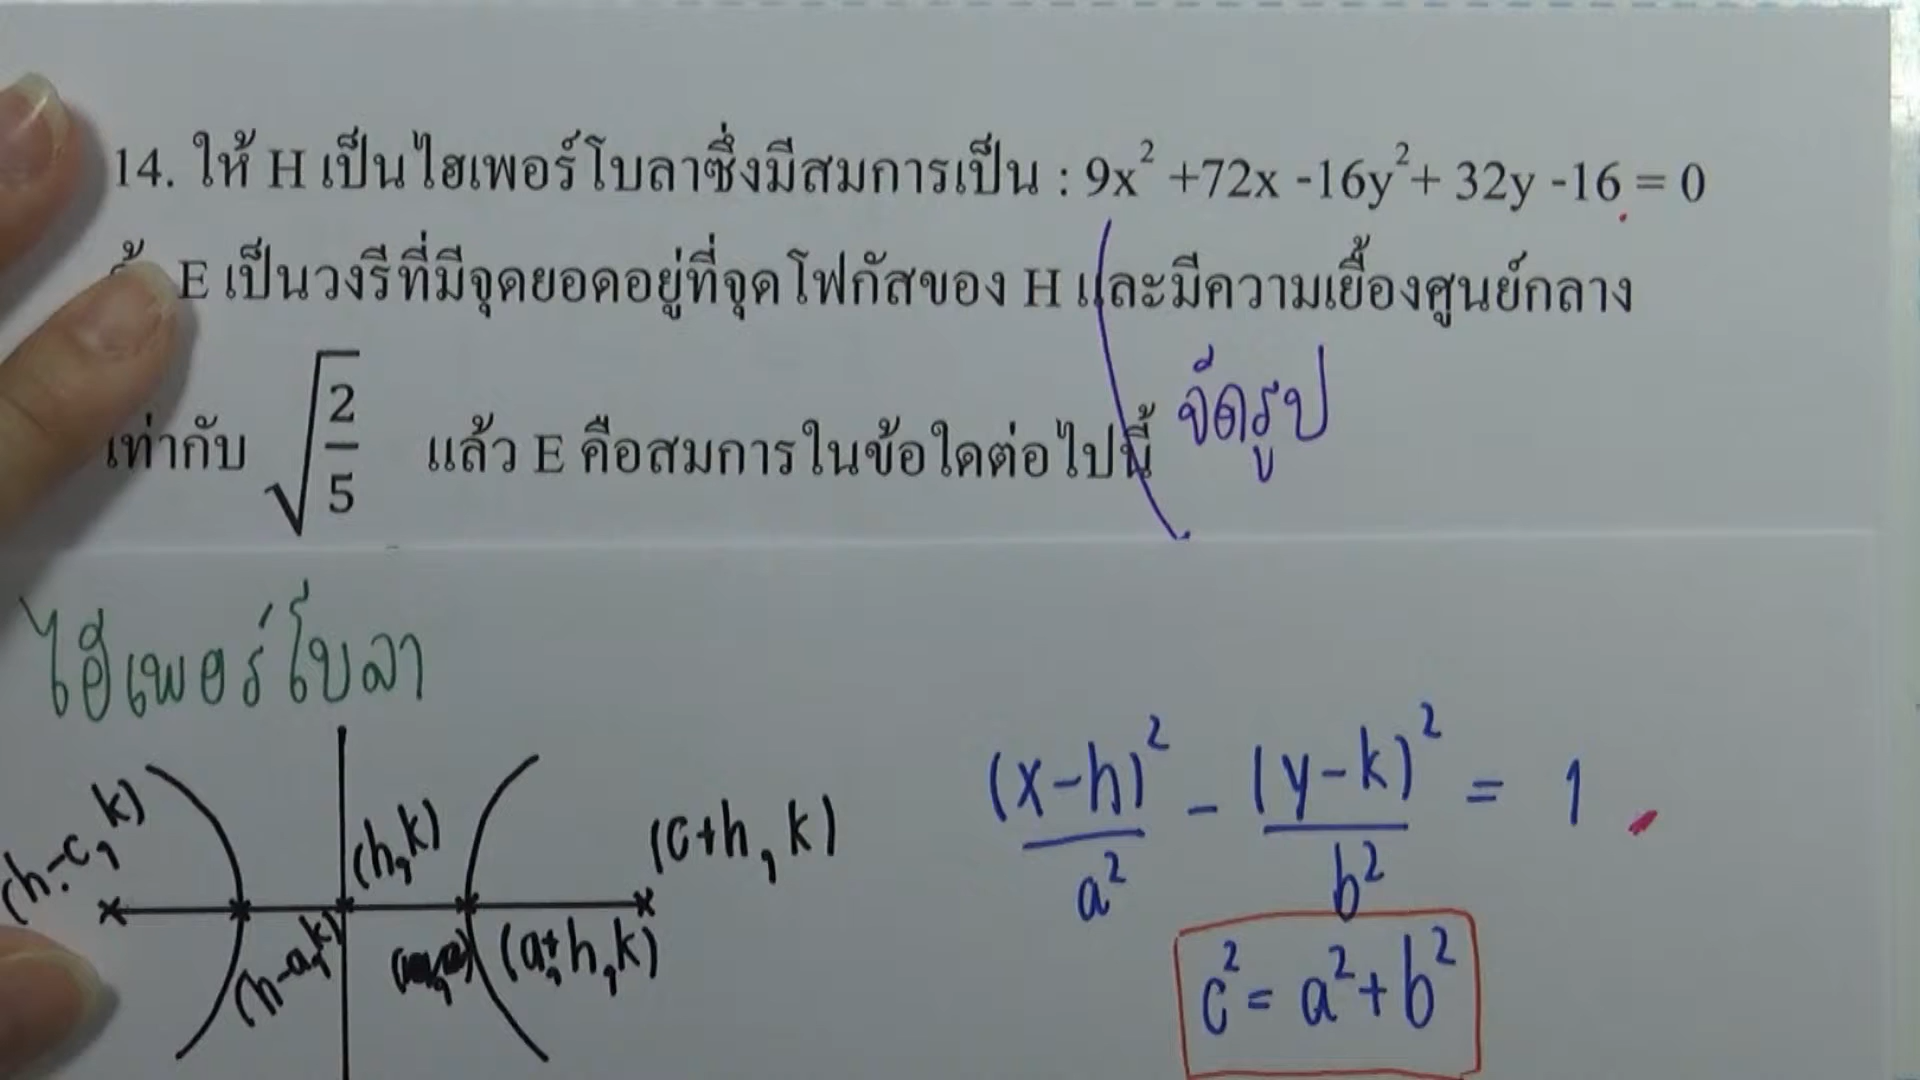 14. ให้ H เป็นไฮเพอร์โบลาซึ่งมีสมการเป็น : 9x² +72x -16y²+ 32y -16 = 0
E เป็นวงรีที่มีจุดยอดอยู่ที่จุดโฟกัสของ H และมีความเยื้องศูนย์กลาง
เท่ากับ √(2/5) แล้ว E คือสมการในข้อใดต่อไปนี้
จัดรูป
ไฮเพอร์โบลา
(h-c, k)
(h, k)
(c+h, k)
(h-a, k)
(a+h, k)
(x-h)²/a² - (y-k)²/b² = 1
c² = a²+b²